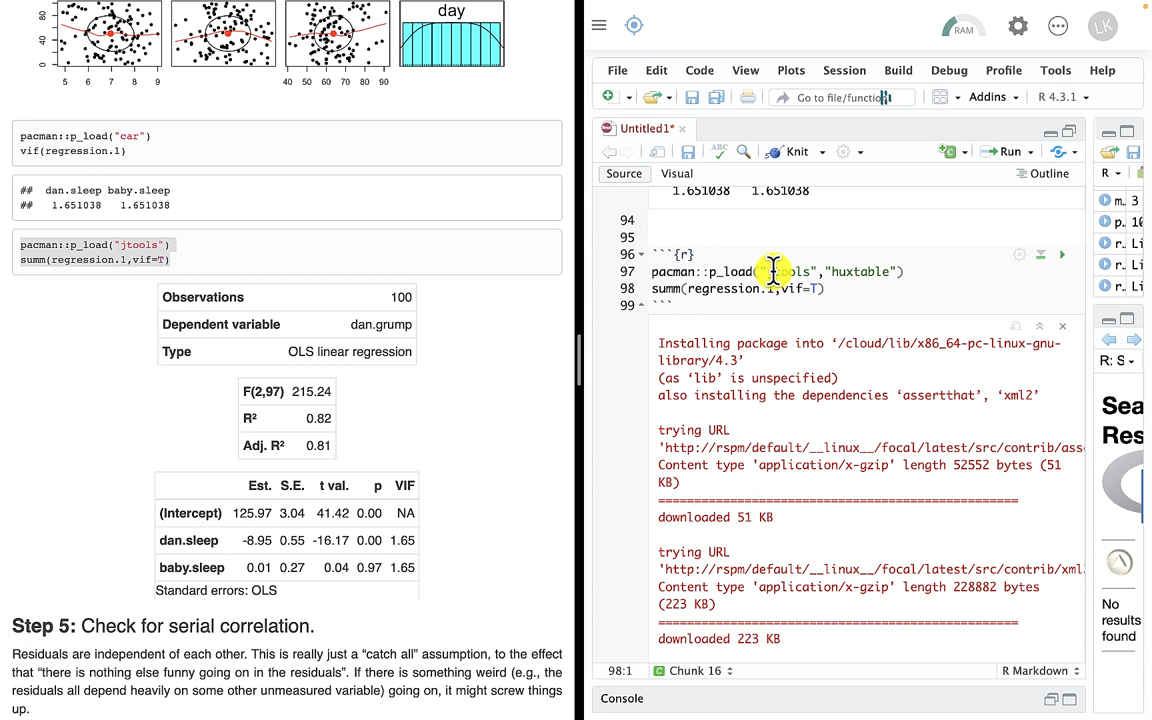 day
80
40
0
5 6 7 8 9
40 50 60 70 80 90
pacman::p_load("car")
vif(regression.1)
## dan.sleep baby.sleep
## 1.651038 1.651038
pacman::p_load("jtools")
summ(regression.1,vif=T)
Observations 100
Dependent variable dan.grump
Type OLS linear regression
F(2,97) 215.24
R² 0.82
Adj. R² 0.81
Est. S.E. t val. p VIF
(Intercept) 125.97 3.04 41.42 0.00 NA
dan.sleep -8.95 0.55 -16.17 0.00 1.65
baby.sleep 0.01 0.27 0.04 0.97 1.65
Standard errors: OLS
Step 5: Check for serial correlation.
Residuals are independent of each other. This is really just a “catch all” assumption, to the effect
that “there is nothing else funny going on in the residuals”. If there is something weird (e.g., the
residuals all depend heavily on some other unmeasured variable) going on, it might screw things
up.
RAM
LK
File Edit Code View Plots Session Build Debug Profile Tools Help
Go to file/function
Addins
R 4.3.1
Untitled1*
ABC
Knit
Run
Source Visual
Outline
1.651038 1.651038
94
95
96 ```{r}
97 pacman::p_load("jtools","huxtable")
98 summ(regression.1,vif=T)
99 ```
Installing package into ‘/cloud/lib/x86_64-pc-linux-gnu-
library/4.3’
(as ‘lib’ is unspecified)
also installing the dependencies ‘assertthat’, ‘xml2’
trying URL
'http://rspm/default/__linux__/focal/latest/src/contrib/ass
Content type 'application/x-gzip' length 52552 bytes (51
KB)
==================================================
downloaded 51 KB
trying URL
'http://rspm/default/__linux__/focal/latest/src/contrib/xml
Content type 'application/x-gzip' length 228882 bytes
(223 KB)
==================================================
downloaded 223 KB
98:1
Chunk 16
R Markdown
Console
R
m. 3
p. 10
r. Li
r. Li
r. Li
R: S
Sea
Res
No
results
found